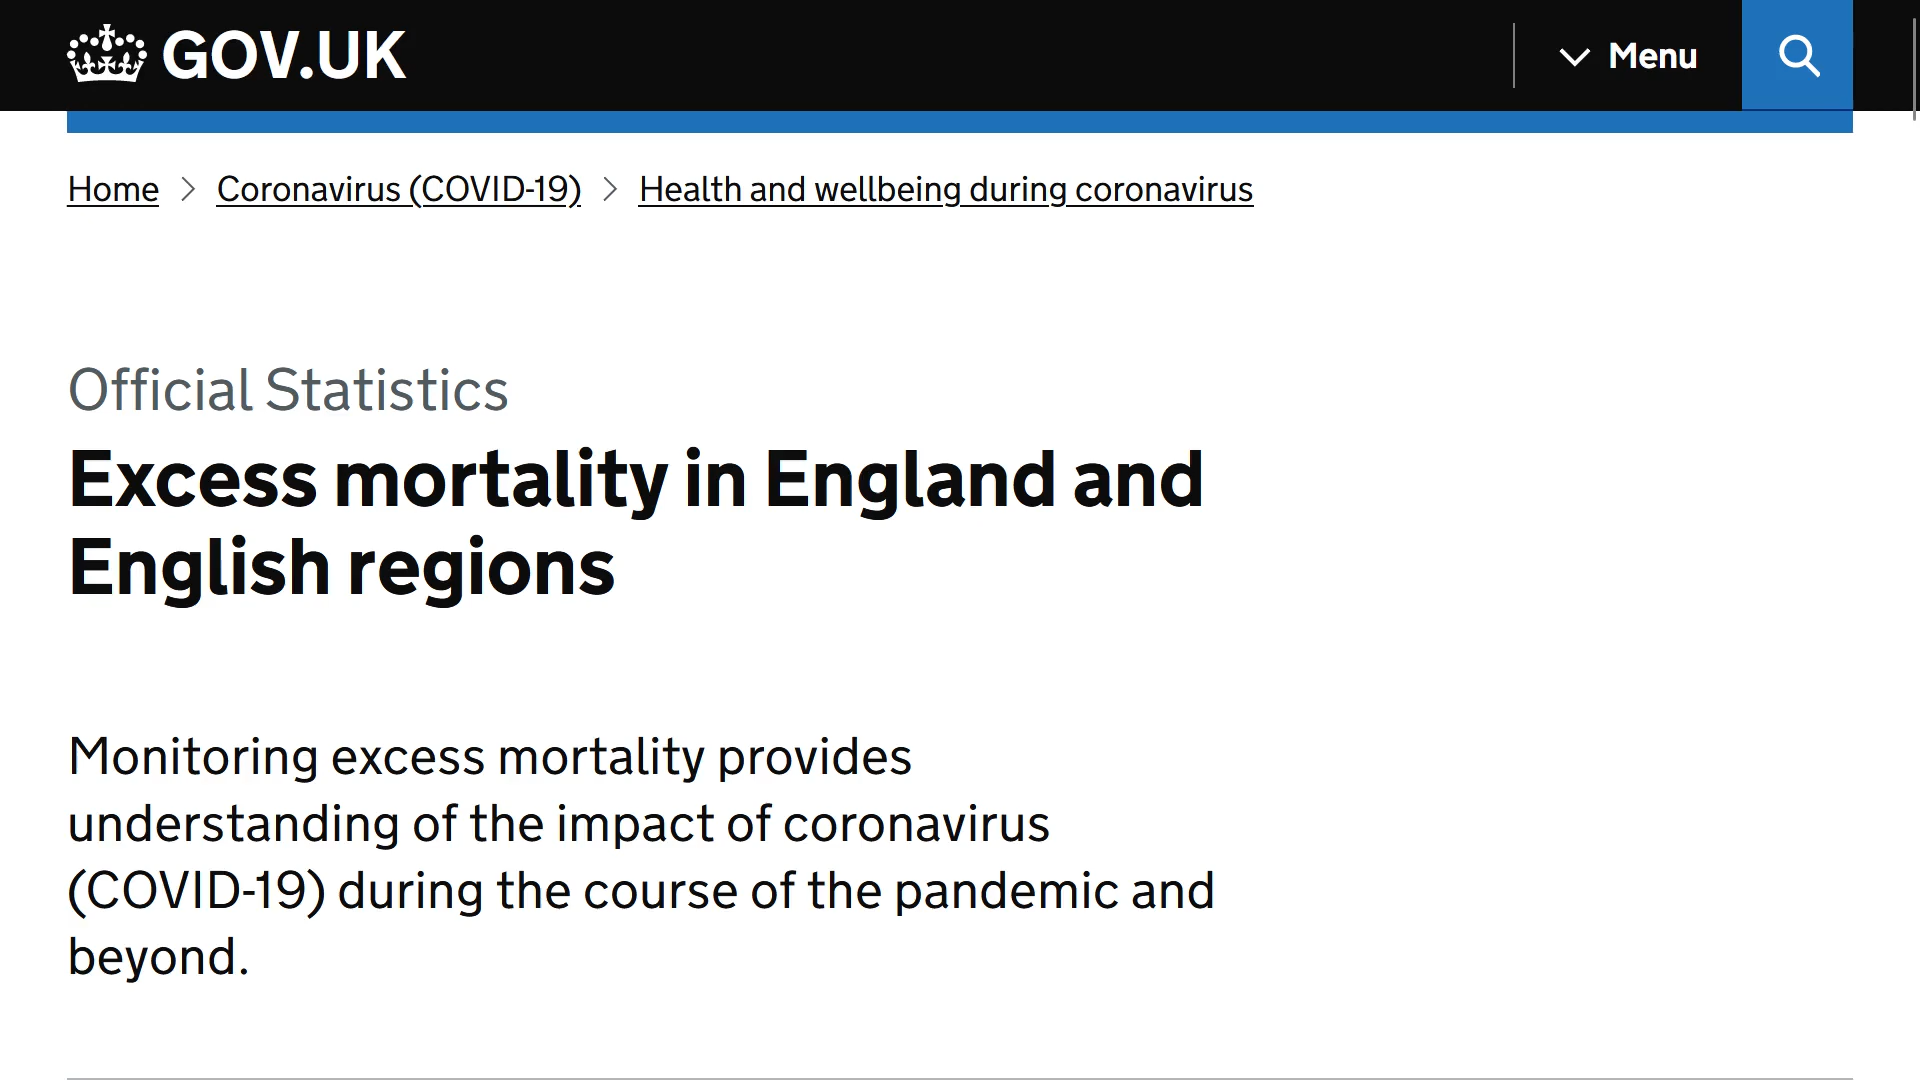 GOV.UK
Menu
Home > Coronavirus (COVID-19) > Health and wellbeing during coronavirus
Official Statistics
Excess mortality in England and
English regions
Monitoring excess mortality provides
understanding of the impact of coronavirus
(COVID-19) during the course of the pandemic and
beyond.